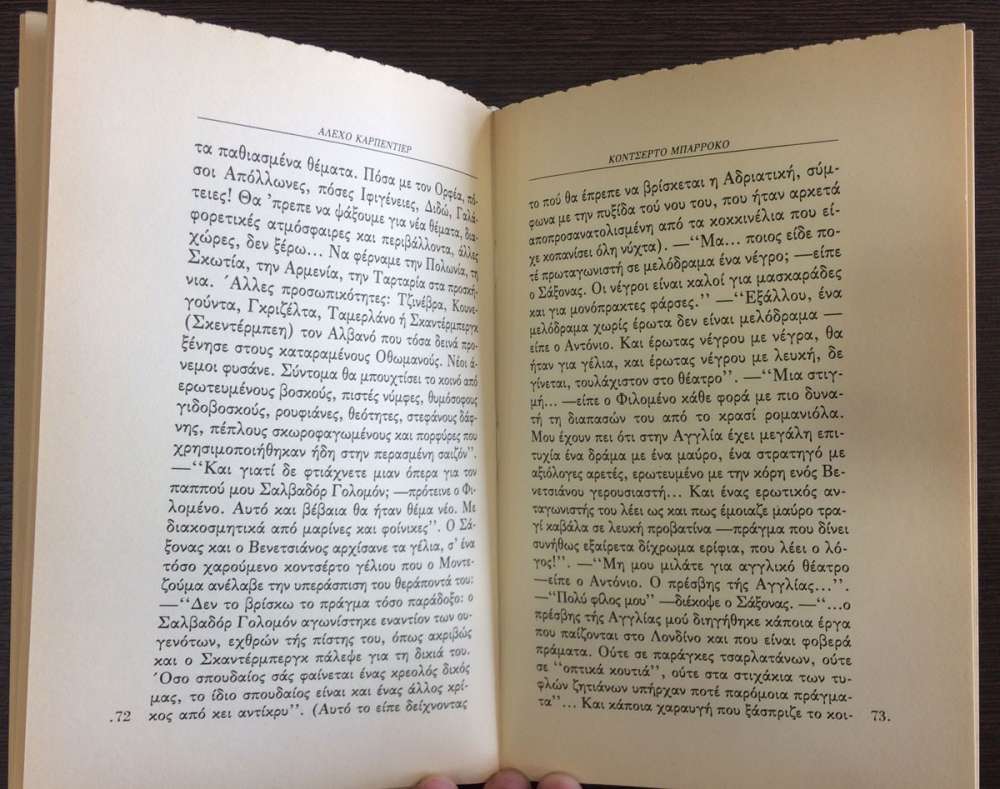 ΑΛΕΧΟ ΚΑΡΠΕΝΤΙΕΡ
τα παθιασμένα θέματα. Πόσα με τον Ορφέα, πό-
σοι Απόλλωνες, πόσες Ιφιγένειες, Διδώ, Γαλά-
τειες! Θα 'πρεπε να ψάξουμε για νέα θέματα, δια-
φορετικές ατμόσφαιρες και περιβάλλοντα, άλλες
χώρες, δεν ξέρω... Να φέρναμε την Πολωνία, τη
Σκωτία, την Αρμενία, την Ταρταρία στα προσκή-
νια. Άλλες προσωπικότητες: Τζινέβρα, Κουνε-
γούντα, Γκριζέλτα, Ταμερλάνο ή Σκαντέρμπεργκ
(Σκεντέρμπεη) τον Αλβανό που τόσα δεινά προ-
ξένησε στους καταραμένους Οθωμανούς. Νέοι ά-
νεμοι φυσάνε. Σύντομα θα μπουχτίσει το κοινό από
ερωτευμένους βοσκούς, πιστές νύμφες, θυμόσοφους
γιδοβοσκούς, ρουφιάνες, θεότητες, στεφάνους δάφ-
νης, πέπλους σκωροφαγωμένους και πορφύρες που
χρησιμοποιήθηκαν ήδη στην περασμένη σαιζόν''.
—''Και γιατί δε φτιάχνετε μιαν όπερα για τον
παππού μου Σαλβαδόρ Γολομόν; —πρότεινε ο Φι-
λομένο. Αυτό και βέβαια θα ήταν θέμα νέο. Με
διακοσμητικά από μαρίνες και φοίνικες''. Ο Σά-
ξονας και ο Βενετσιάνος αρχίσανε τα γέλια, σ' ένα
τόσο χαρούμενο κοντσέρτο γέλιου που ο Μοντε-
ζούμα ανέλαβε την υπεράσπιση του θεράποντά του:
—''Δεν το βρίσκω το πράγμα τόσο παράδοξο: ο
Σαλβαδόρ Γολομόν αγωνίστηκε εναντίον των ου-
γενότων, εχθρών τής πίστης του, όπως ακριβώς
και ο Σκαντέρμπεργκ πάλεψε για τη δικιά του.
Όσο σπουδαίος σάς φαίνεται ένας κρεολός δικός
μας, το ίδιο σπουδαίος είναι και ένας άλλος κρί-
κος από κει αντίκρυ''. (Αυτό το είπε δείχνοντας
.72
ΚΟΝΤΣΕΡΤΟ ΜΠΑΡΡΟΚΟ
το πού θα έπρεπε να βρίσκεται η Αδριατική, σύμ-
φωνα με την πυξίδα τού νου του, που ήταν αρκετά
αποπροσανατολισμένη από τα κοκκινέλια που εί-
χε κοπανίσει όλη νύχτα). —''Μα... ποιος είδε πο-
τέ πρωταγωνιστή σε μελόδραμα ένα νέγρο; —είπε
ο Σάξονας. Οι νέγροι είναι καλοί για μασκαράδες
και για μονόπρακτες φάρσες.'' —''Εξάλλου, ένα
μελόδραμα χωρίς έρωτα δεν είναι μελόδραμα —
είπε ο Αντόνιο. Και έρωτας νέγρου με νέγρα, θα
ήταν για γέλια, και έρωτας νέγρου με λευκή, δε
γίνεται, τουλάχιστον στο θέατρο''. —''Μια στιγ-
μή... —είπε ο Φιλομένο κάθε φορά με πιο δυνα-
τή τη διαπασών του από το κρασί ρομανιόλα.
Μου έχουν πει ότι στην Αγγλία έχει μεγάλη επι-
τυχία ένα δράμα με ένα μαύρο, ένα στρατηγό με
αξιόλογες αρετές, ερωτευμένο με την κόρη ενός Βε-
νετσιάνου γερουσιαστή... Και ένας ερωτικός αν-
ταγωνιστής του λέει ως και πως έμοιαζε μαύρο τρα-
γί καβάλα σε λευκή προβατίνα —πράγμα που δίνει
συνήθως εξαίρετα δίχρωμα ερίφια, που λέει ο λό-
γος!''. —''Μη μου μιλάτε για αγγλικό θέατρο
—είπε ο Αντόνιο. Ο πρέσβης τής Αγγλίας...''.
—''Πολύ φίλος μου'' —διέκοψε ο Σάξονας. —''...ο
πρέσβης τής Αγγλίας μού διηγήθηκε κάποια έργα
που παίζονται στο Λονδίνο και που είναι φοβερά
πράματα. Ούτε σε παράγκες τσαρλατάνων, ούτε
σε ''οπτικά κουτιά'', ούτε στα στιχάκια των τυ-
φλών ζητιάνων υπήρχαν ποτέ παρόμοια πράγμα-
τα''... Και κάποια χαραυγή που ξάσπριζε το κοι-
73.